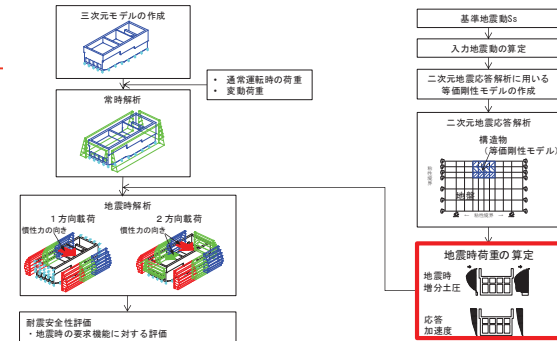 三次元モデルの作成
・ 通常運転時の荷重
・ 変動荷重
常時解析
地震時解析
1方向載荷
2方向載荷
慣性力の向き
慣性力の向き
耐震安全性評価
・地震時の要求機能に対する評価
基準地震動Ss
入力地震動の算定
二次元地震応答解析に用いる
等価剛性モデルの作成
二次元地震応答解析
構造物
(等価剛性モデル)
地盤
粘性境界
地震時荷重の算定
地震時
増分土圧
応答
加速度